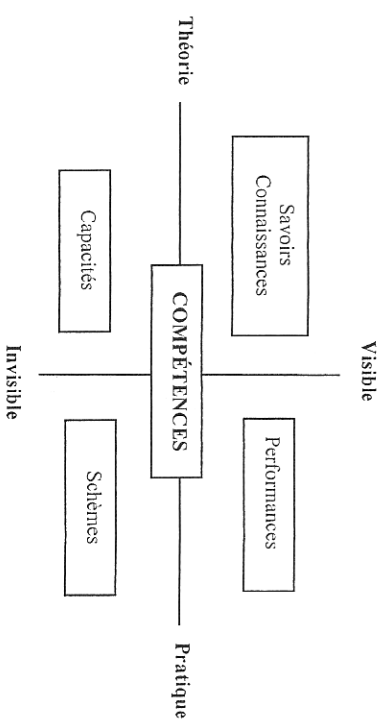 Visible
Savoirs
Connaissances
Performances
Théorie
COMPÉTENCES
Pratique
Capacités
Schèmes
Invisible